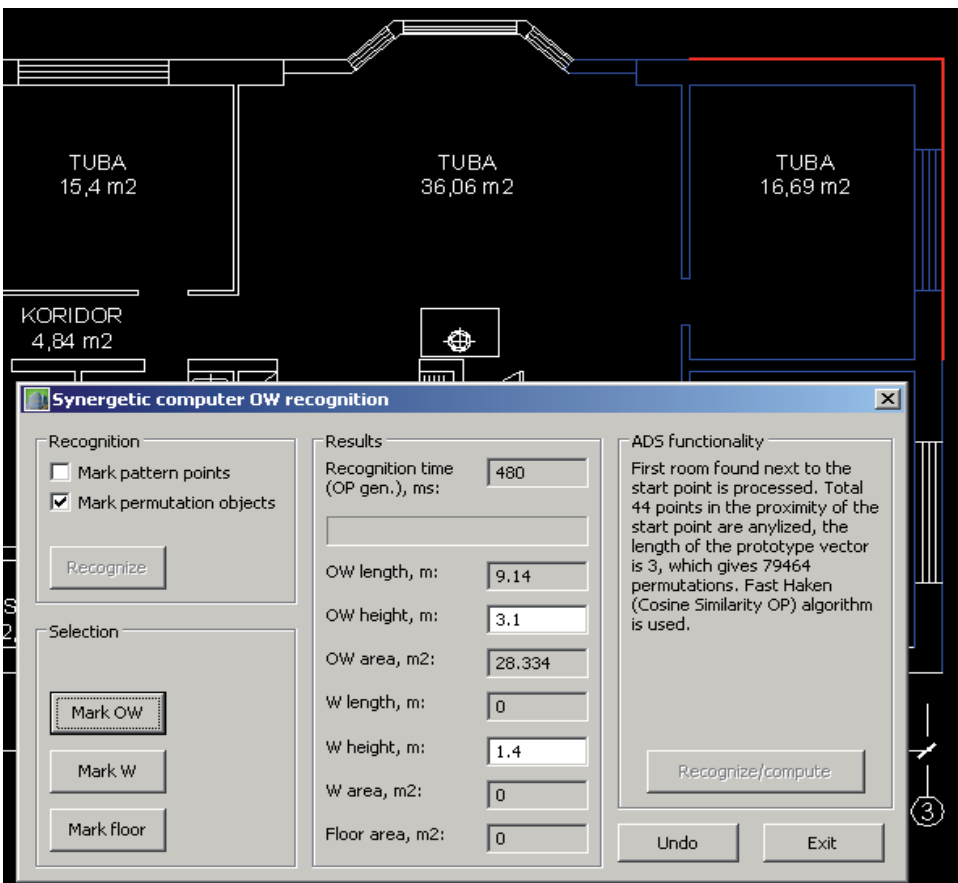 TUBA
15,4 m2
TUBA
36,06 m2
TUBA
16,69 m2
KORIDOR
4,84 m2
Synergetic computer OW recognition
Recognition
Mark pattern points
Mark permutation objects
Recognize
Selection
Mark OW
Mark W
Mark floor
Results
Recognition time
(OP gen.), ms:
480
OW length, m:
9.14
OW height, m:
3.1
OW area, m2:
28.334
W length, m:
0
W height, m:
1.4
W area, m2:
0
Floor area, m2:
0
ADS functionality
First room found next to the
start point is processed. Total
44 points in the proximity of the
start point are anylized, the
length of the prototype vector
is 3, which gives 79464
permutations. Fast Haken
(Cosine Similarity OP) algorithm
is used.
Recognize/compute
Undo
Exit
3
S
2,